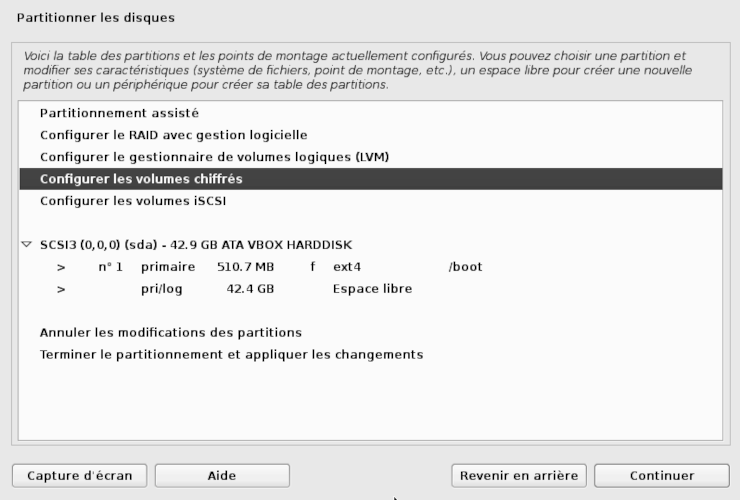 Partitionner les disques
Voici la table des partitions et les points de montage actuellement configurés. Vous pouvez choisir une partition et
modifier ses caractéristiques (système de fichiers, point de montage, etc.), un espace libre pour créer une nouvelle
partition ou un périphérique pour créer sa table des partitions.
Partitionnement assisté
Configurer le RAID avec gestion logicielle
Configurer le gestionnaire de volumes logiques (LVM)
Configurer les volumes chiffrés
Configurer les volumes iSCSI
SCSI3 (0,0,0) (sda) - 42.9 GB ATA VBOX HARDDISK
> n° 1 primaire 510.7 MB f ext4 /boot
> pri/log 42.4 GB Espace libre
Annuler les modifications des partitions
Terminer le partitionnement et appliquer les changements
Capture d'écran Aide Revenir en arrière Continuer